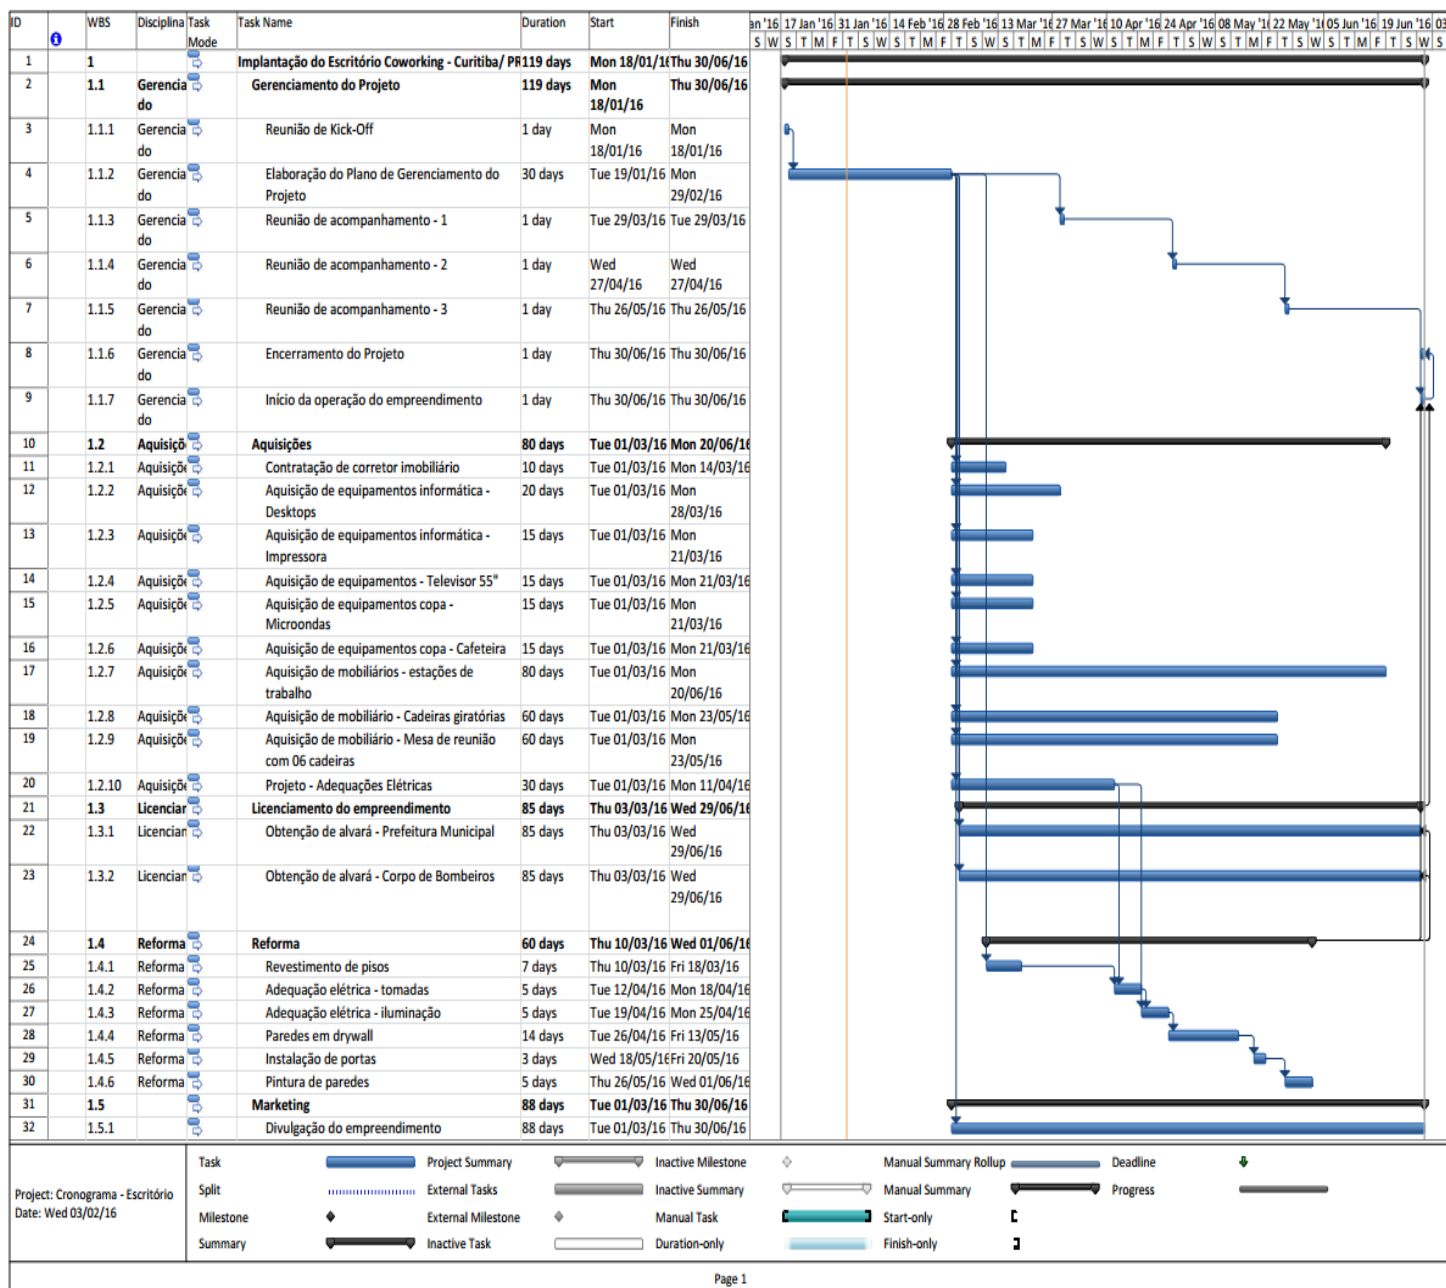 ID WBS Disciplina Task Mode Task Name Duration Start Finish
an '16 17 Jan '16 31 Jan '16 14 Feb '16 28 Feb '16 13 Mar '16 27 Mar '16 10 Apr '16 24 Apr '16 08 May '16 22 May '16 05 Jun '16 19 Jun '16 03
S W S T M F T S W S T M F T S W S T M F T S W S
1 1 Implantação do Escritório Coworking - Curitiba/ PR 119 days Mon 18/01/16 Thu 30/06/16
2 1.1 Gerencia do Gerenciamento do Projeto 119 days Mon 18/01/16 Thu 30/06/16
3 1.1.1 Gerencia do Reunião de Kick-Off 1 day Mon 18/01/16 Mon 18/01/16
4 1.1.2 Gerencia do Elaboração do Plano de Gerenciamento do Projeto 30 days Tue 19/01/16 Mon 29/02/16
5 1.1.3 Gerencia do Reunião de acompanhamento - 1 1 day Tue 29/03/16 Tue 29/03/16
6 1.1.4 Gerencia do Reunião de acompanhamento - 2 1 day Wed 27/04/16 Wed 27/04/16
7 1.1.5 Gerencia do Reunião de acompanhamento - 3 1 day Thu 26/05/16 Thu 26/05/16
8 1.1.6 Gerencia do Encerramento do Projeto 1 day Thu 30/06/16 Thu 30/06/16
9 1.1.7 Gerencia do Início da operação do empreendimento 1 day Thu 30/06/16 Thu 30/06/16
10 1.2 Aquisiçõ Aquisições 80 days Tue 01/03/16 Mon 20/06/16
11 1.2.1 Aquisiçõe Contratação de corretor imobiliário 10 days Tue 01/03/16 Mon 14/03/16
12 1.2.2 Aquisiçõe Aquisição de equipamentos informática - Desktops 20 days Tue 01/03/16 Mon 28/03/16
13 1.2.3 Aquisiçõe Aquisição de equipamentos informática - Impressora 15 days Tue 01/03/16 Mon 21/03/16
14 1.2.4 Aquisiçõe Aquisição de equipamentos - Televisor 55" 15 days Tue 01/03/16 Mon 21/03/16
15 1.2.5 Aquisiçõe Aquisição de equipamentos copa - Microondas 15 days Tue 01/03/16 Mon 21/03/16
16 1.2.6 Aquisiçõe Aquisição de equipamentos copa - Cafeteira 15 days Tue 01/03/16 Mon 21/03/16
17 1.2.7 Aquisiçõe Aquisição de mobiliários - estações de trabalho 80 days Tue 01/03/16 Mon 20/06/16
18 1.2.8 Aquisiçõe Aquisição de mobiliário - Cadeiras giratórias 60 days Tue 01/03/16 Mon 23/05/16
19 1.2.9 Aquisiçõe Aquisição de mobiliário - Mesa de reunião com 06 cadeiras 60 days Tue 01/03/16 Mon 23/05/16
20 1.2.10 Aquisiçõe Projeto - Adequações Elétricas 30 days Tue 01/03/16 Mon 11/04/16
21 1.3 Licenciar Licenciamento do empreendimento 85 days Thu 03/03/16 Wed 29/06/16
22 1.3.1 Licencian Obtenção de alvará - Prefeitura Municipal 85 days Thu 03/03/16 Wed 29/06/16
23 1.3.2 Licencian Obtenção de alvará - Corpo de Bombeiros 85 days Thu 03/03/16 Wed 29/06/16
24 1.4 Reforma Reforma 60 days Thu 10/03/16 Wed 01/06/16
25 1.4.1 Reforma Revestimento de pisos 7 days Thu 10/03/16 Fri 18/03/16
26 1.4.2 Reforma Adequação elétrica - tomadas 5 days Tue 12/04/16 Mon 18/04/16
27 1.4.3 Reforma Adequação elétrica - iluminação 5 days Tue 19/04/16 Mon 25/04/16
28 1.4.4 Reforma Paredes em drywall 14 days Tue 26/04/16 Fri 13/05/16
29 1.4.5 Reforma Instalação de portas 3 days Wed 18/05/16 Fri 20/05/16
30 1.4.6 Reforma Pintura de paredes 5 days Thu 26/05/16 Wed 01/06/16
31 1.5 Marketing 88 days Tue 01/03/16 Thu 30/06/16
32 1.5.1 Divulgação do empreendimento 88 days Tue 01/03/16 Thu 30/06/16
Project: Cronograma - Escritório
Date: Wed 03/02/16
Task Project Summary Inactive Milestone Manual Summary Rollup Deadline
Split External Tasks Inactive Summary Manual Summary Progress
Milestone External Milestone Manual Task Start-only
Summary Inactive Task Duration-only Finish-only
Page 1